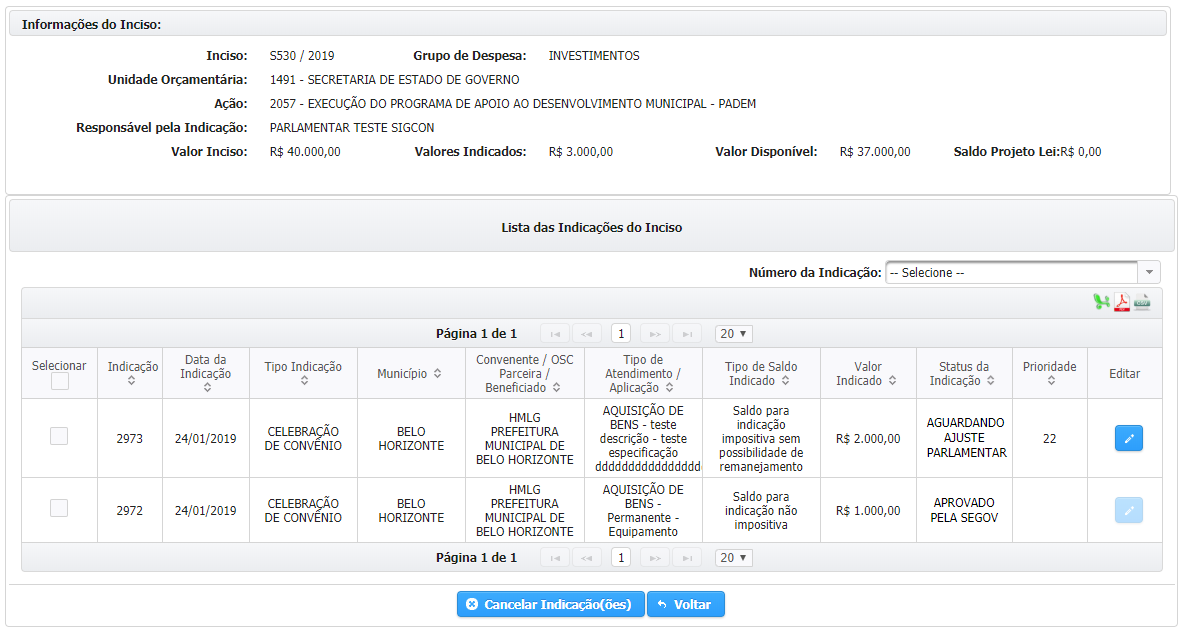 Informações do Inciso:
Inciso: S530 / 2019 Grupo de Despesa: INVESTIMENTOS
Unidade Orçamentária: 1491 - SECRETARIA DE ESTADO DE GOVERNO
Ação: 2057 - EXECUÇÃO DO PROGRAMA DE APOIO AO DESENVOLVIMENTO MUNICIPAL - PADEM
Responsável pela Indicação: PARLAMENTAR TESTE SIGCON
Valor Inciso: R$ 40.000,00 Valores Indicados: R$ 3.000,00 Valor Disponível: R$ 37.000,00 Saldo Projeto Lei:R$ 0,00
Lista das Indicações do Inciso
Número da Indicação: -- Selecione --
Página 1 de 1 1 20
Selecionar
Indicação
Data da
Indicação
Tipo Indicação
Município
Convenente / OSC
Parceira /
Beneficiado
Tipo de
Atendimento /
Aplicação
Tipo de Saldo
Indicado
Valor
Indicado
Status da
Indicação
Prioridade
Editar
2973
24/01/2019
CELEBRAÇÃO
DE CONVÊNIO
BELO
HORIZONTE
HMLG
PREFEITURA
MUNICIPAL DE
BELO HORIZONTE
AQUISIÇÃO DE
BENS - teste
descrição - teste
especificação
dddddddddddddddd
Saldo para
indicação
impositiva sem
possibilidade de
remanejamento
R$ 2.000,00
AGUARDANDO
AJUSTE
PARLAMENTAR
22
2972
24/01/2019
CELEBRAÇÃO
DE CONVÊNIO
BELO
HORIZONTE
HMLG
PREFEITURA
MUNICIPAL DE
BELO HORIZONTE
AQUISIÇÃO DE
BENS -
Permanente -
Equipamento
Saldo para
indicação não
impositiva
R$ 1.000,00
APROVADO
PELA SEGOV
Página 1 de 1 1 20
Cancelar Indicação(ões) Voltar